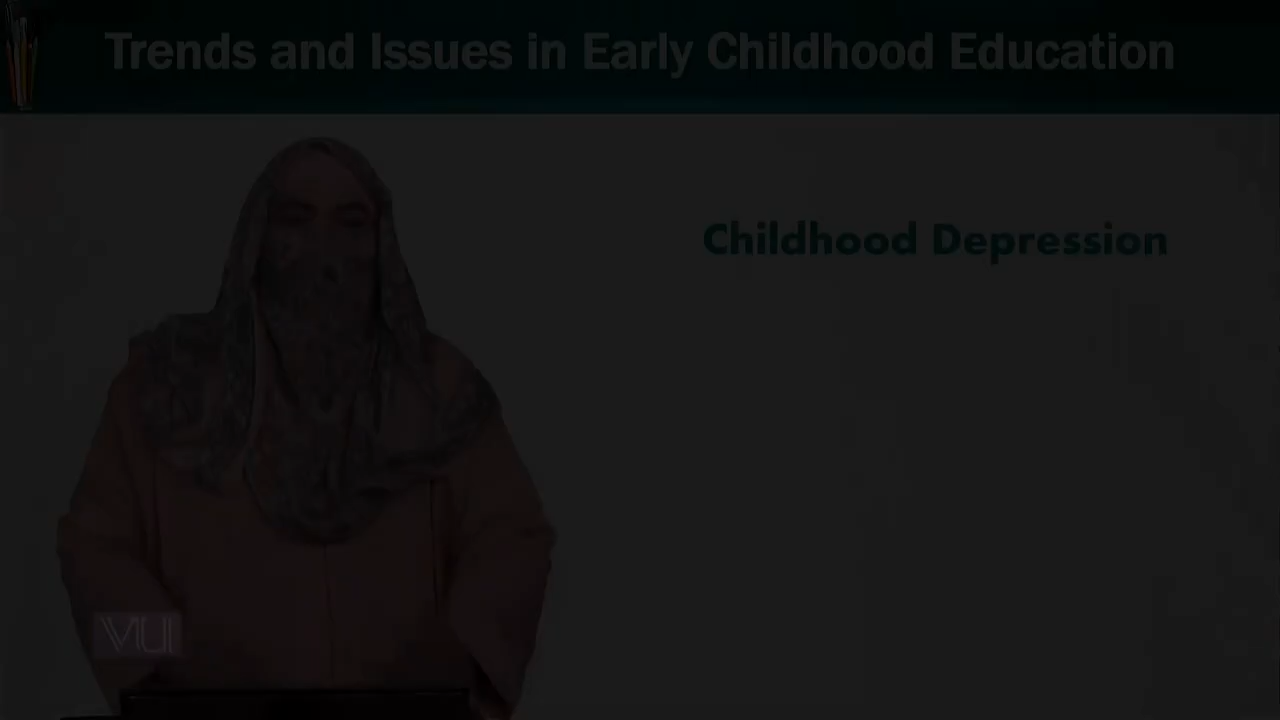 Trends and Issues in Early Childhood Education
Childhood Depression
VU